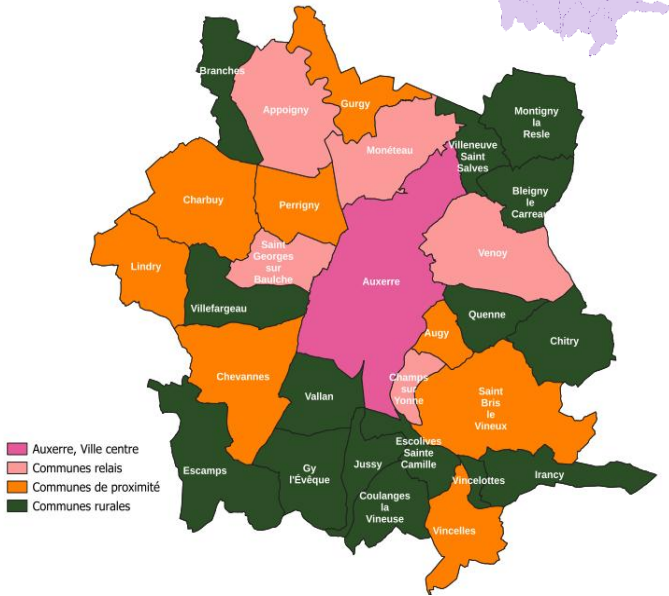 Branches
Appoigny
Gurgy
Montigny
la
Resle
Monéteau
Villeneuve
Saint
Salves
Bleigny
le
Carreau
Charbuy
Perrigny
Saint
Georges
sur
Baulche
Venoy
Lindry
Auxerre
Villefargeau
Quenne
Augy
Chitry
Chevannes
Champs
sur
Yonne
Vallan
Saint
Bris
le
Vineux
Escolives
Sainte
Camille
Escamps
Gy
l'Évêque
Jussy
Vincelottes
Irancy
Coulanges
la
Vineuse
Vincelles
Auxerre, Ville centre
Communes relais
Communes de proximité
Communes rurales